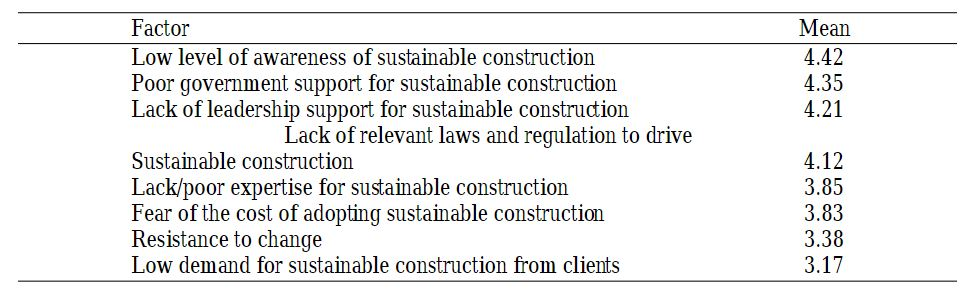 Factor Mean
Low level of awareness of sustainable construction 4.42
Poor government support for sustainable construction 4.35
Lack of leadership support for sustainable construction 4.21
Lack of relevant laws and regulation to drive
Sustainable construction 4.12
Lack/poor expertise for sustainable construction 3.85
Fear of the cost of adopting sustainable construction 3.83
Resistance to change 3.38
Low demand for sustainable construction from clients 3.17